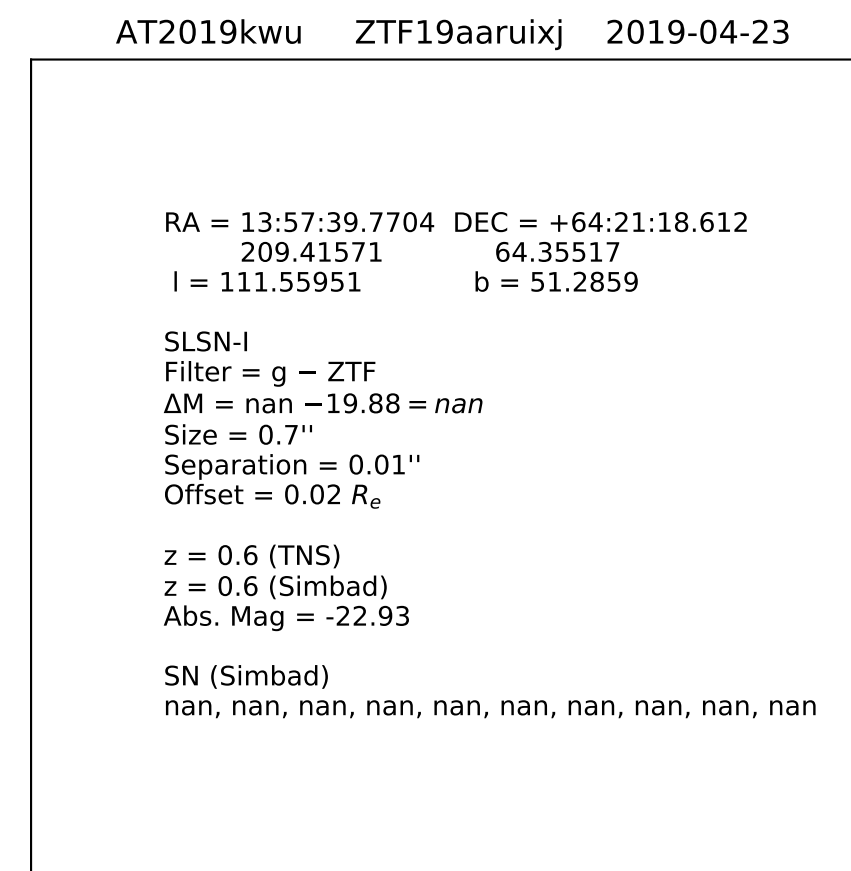 AT2019kwu ZTF19aaruixj 2019-04-23
RA = 13:57:39.7704 DEC = +64:21:18.612
209.41571 64.35517
l = 111.55951 b = 51.2859
SLSN-I
Filter = g − ZTF
ΔM = nan −19.88 = nan
Size = 0.7''
Separation = 0.01''
Offset = 0.02 Re
z = 0.6 (TNS)
z = 0.6 (Simbad)
Abs. Mag = -22.93
SN (Simbad)
nan, nan, nan, nan, nan, nan, nan, nan, nan, nan